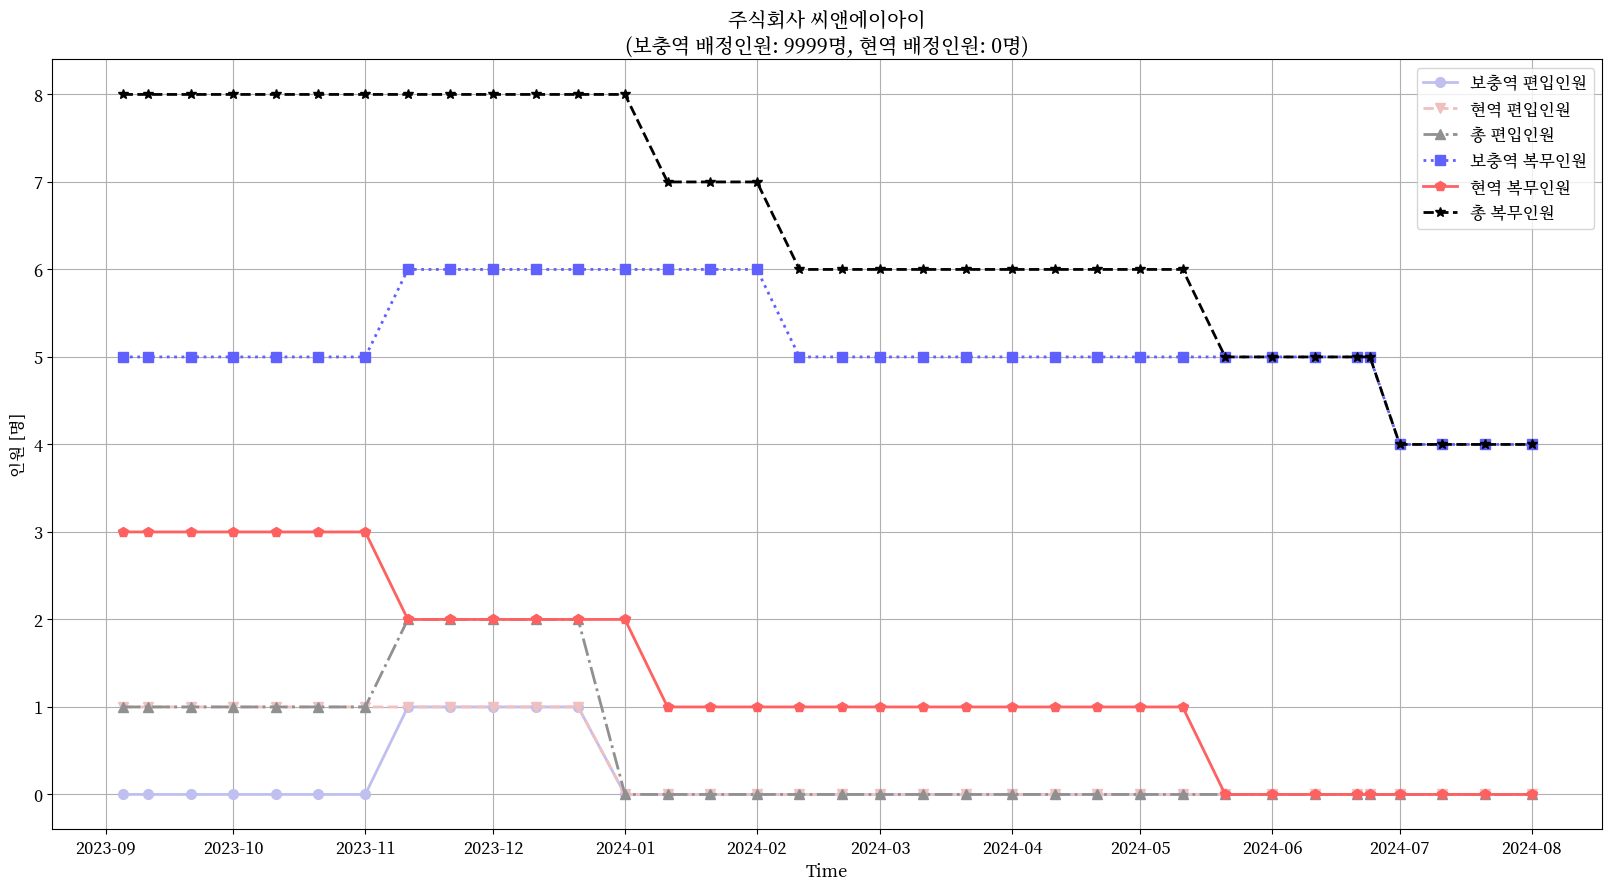 주식회사 씨앤에이아이
(보충역 배정인원: 9999명, 현역 배정인원: 0명)
보충역 편입인원
현역 편입인원
총 편입인원
보충역 복무인원
현역 복무인원
총 복무인원
8
7
6
5
4
3
2
1
0
인원 [명]
2023-09 2023-10 2023-11 2023-12 2024-01 2024-02 2024-03 2024-04 2024-05 2024-06 2024-07 2024-08
Time